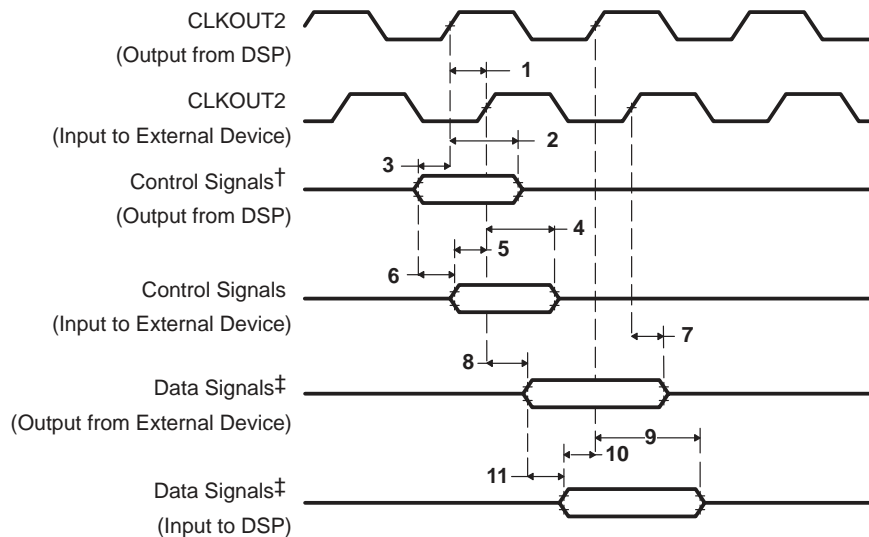 CLKOUT2
(Output from DSP)
1
CLKOUT2
(Input to External Device)
2
3
Control Signals†
(Output from DSP)
4
5
6
Control Signals
(Input to External Device)
7
8
Data Signals‡
(Output from External Device)
9
10
11
Data Signals‡
(Input to DSP)